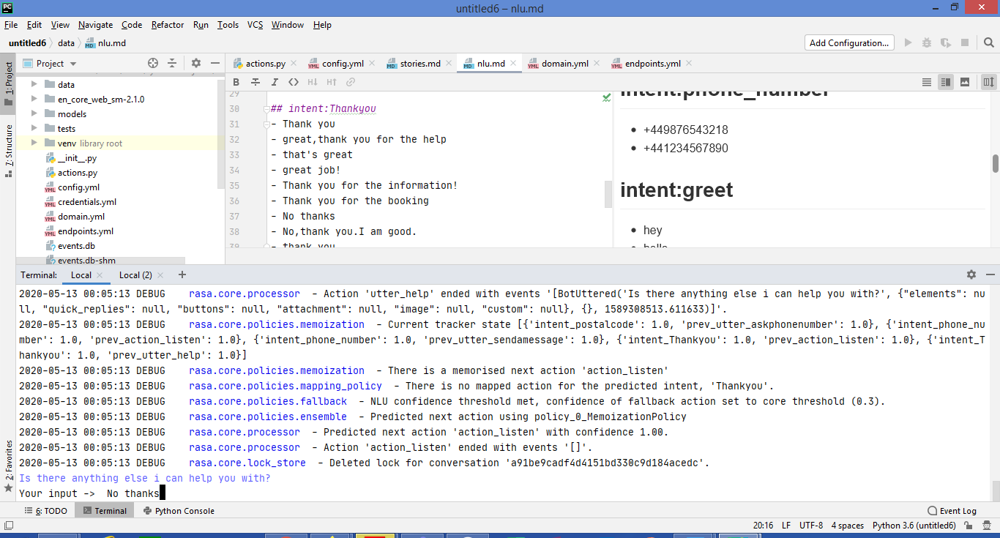 PC
untitled6 – nlu.md
File Edit View Navigate Code Refactor Run Tools VCS Window Help
untitled6 data MD nlu.md Add Configuration...
Project
actions.py config.yml stories.md nlu.md domain.yml endpoints.yml
1: Project
7: Structure
2: Favorites
data
en_core_web_sm-2.1.0
models
tests
venv library root
__init__.py
actions.py
config.yml
credentials.yml
domain.yml
endpoints.yml
events.db
events.db-shm
B I <> H↓ H↑
29
30 ## intent:Thankyou
31 - Thank you
32 - great,thank you for the help
33 - that's great
34 - great job!
35 - Thank you for the information!
36 - Thank you for the booking
37 - No thanks
38 - No,thank you.I am good.
39 - thank you
intent:phone_number
+449876543218
+441234567890
intent:greet
hey
hello
Terminal: Local Local (2) +
2020-05-13 00:05:13 DEBUG rasa.core.processor - Action 'utter_help' ended with events '[BotUttered('Is there anything else i can help you with?', {"elements": nu
ll, "quick_replies": null, "buttons": null, "attachment": null, "image": null, "custom": null}, {}, 1589308513.611633)]'.
2020-05-13 00:05:13 DEBUG rasa.core.policies.memoization - Current tracker state [{'intent_postalcode': 1.0, 'prev_utter_askphonenumber': 1.0}, {'intent_phone_nu
mber': 1.0, 'prev_action_listen': 1.0}, {'intent_phone_number': 1.0, 'prev_utter_sendamessage': 1.0}, {'intent_Thankyou': 1.0, 'prev_action_listen': 1.0}, {'intent_T
hankyou': 1.0, 'prev_utter_help': 1.0}]
2020-05-13 00:05:13 DEBUG rasa.core.policies.memoization - There is a memorised next action 'action_listen'
2020-05-13 00:05:13 DEBUG rasa.core.policies.mapping_policy - There is no mapped action for the predicted intent, 'Thankyou'.
2020-05-13 00:05:13 DEBUG rasa.core.policies.fallback - NLU confidence threshold met, confidence of fallback action set to core threshold (0.3).
2020-05-13 00:05:13 DEBUG rasa.core.policies.ensemble - Predicted next action using policy_0_MemoizationPolicy
2020-05-13 00:05:13 DEBUG rasa.core.processor - Predicted next action 'action_listen' with confidence 1.00.
2020-05-13 00:05:13 DEBUG rasa.core.processor - Action 'action_listen' ended with events '[]'.
2020-05-13 00:05:13 DEBUG rasa.core.lock_store - Deleted lock for conversation 'a91be9cadf4d4151bd330c9d184acedc'.
Is there anything else i can help you with?
Your input -> No thanks
6: TODO Terminal Python Console Event Log
20:16 LF UTF-8 4 spaces Python 3.6 (untitled6)